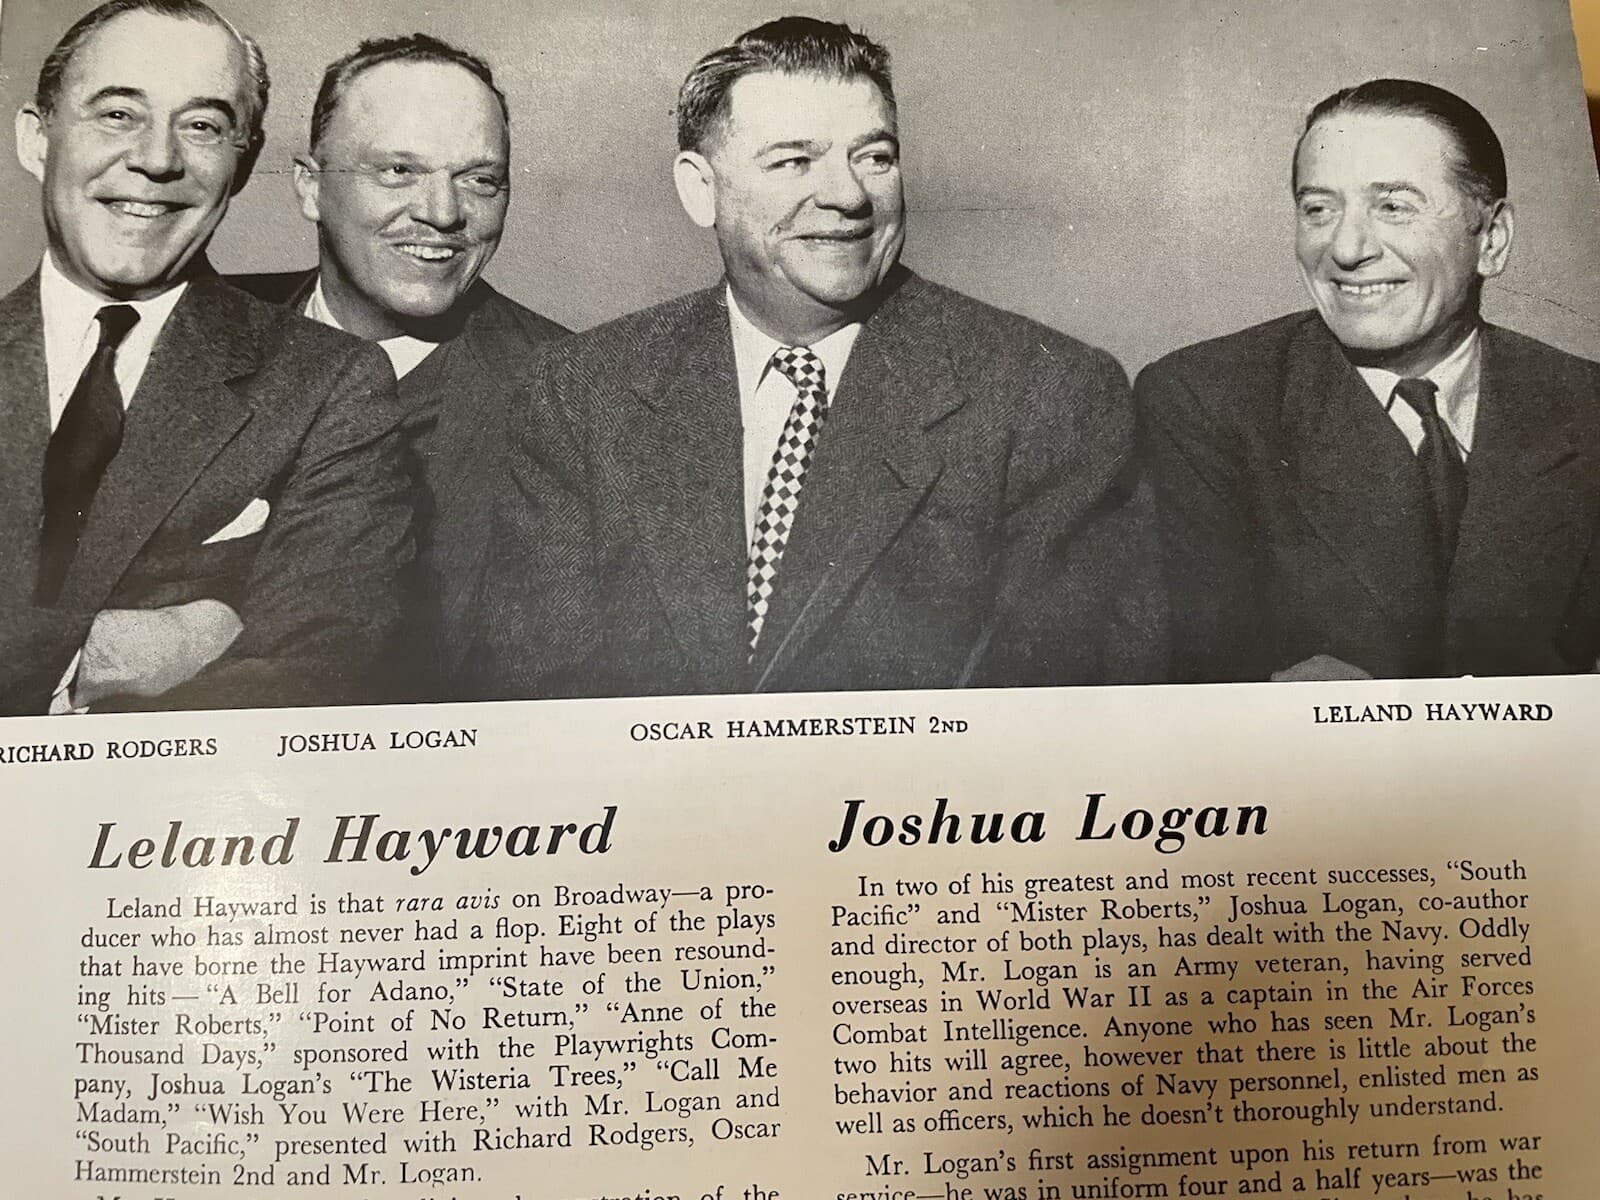 RICHARD RODGERS JOSHUA LOGAN OSCAR HAMMERSTEIN 2ND LELAND HAYWARD
Leland Hayward
Leland Hayward is that rara avis on Broadway—a pro-
ducer who has almost never had a flop. Eight of the plays
that have borne the Hayward imprint have been resound-
ing hits — “A Bell for Adano,” “State of the Union,”
“Mister Roberts,” “Point of No Return,” “Anne of the
Thousand Days,” sponsored with the Playwrights Com-
pany, Joshua Logan’s “The Wisteria Trees,” “Call Me
Madam,” “Wish You Were Here,” with Mr. Logan and
“South Pacific,” presented with Richard Rodgers, Oscar
Hammerstein 2nd and Mr. Logan.
of the
Joshua Logan
In two of his greatest and most recent successes, “South
Pacific” and “Mister Roberts,” Joshua Logan, co-author
and director of both plays, has dealt with the Navy. Oddly
enough, Mr. Logan is an Army veteran, having served
overseas in World War II as a captain in the Air Forces
Combat Intelligence. Anyone who has seen Mr. Logan’s
two hits will agree, however that there is little about the
behavior and reactions of Navy personnel, enlisted men as
well as officers, which he doesn’t thoroughly understand.
Mr. Logan’s first assignment upon his return from war
service—he was in uniform four and a half years—was the